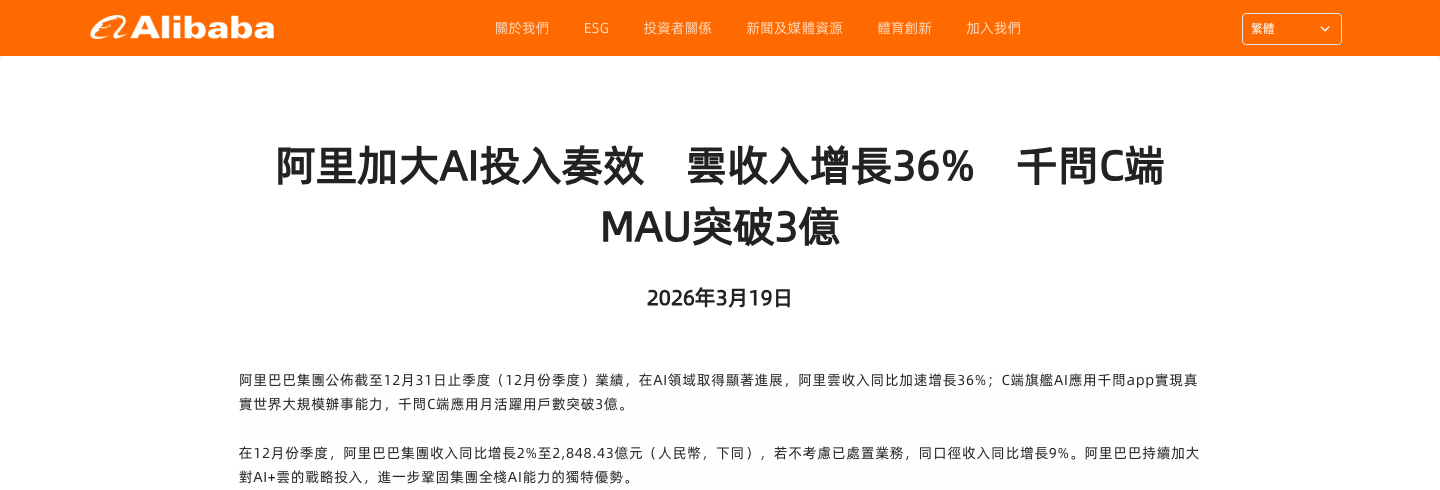 Alibaba
關於我們 ESG 投資者關係 新聞及媒體資源 體育創新 加入我們
繁體
阿里加大AI投入奏效　雲收入增長36%　千問C端
MAU突破3億
2026年3月19日
阿里巴巴集團公佈截至12月31日止季度（12月份季度）業績，在AI領域取得顯著進展，阿里雲收入同比加速增長36%；C端旗艦AI應用千問app實現真
實世界大規模辦事能力，千問C端應用月活躍用戶數突破3億。
在12月份季度，阿里巴巴集團收入同比增長2%至2,848.43億元（人民幣，下同），若不考慮已處置業務，同口徑收入同比增長9%。阿里巴巴持續加大
對AI+雲的戰略投入，進一步鞏固集團全棧AI能力的獨特優勢。